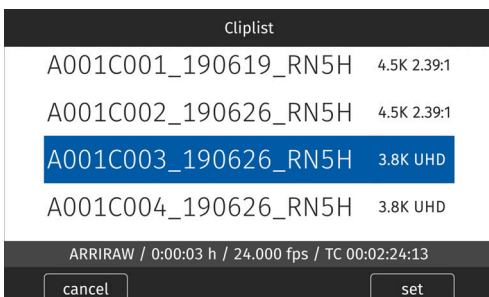 Cliplist
A001C001_190619_RN5H 4.5K 2.39:1
A001C002_190626_RN5H 4.5K 2.39:1
A001C003_190626_RN5H 3.8K UHD
A001C004_190626_RN5H 3.8K UHD
ARRIRAW / 0:00:03 h / 24.000 fps / TC 00:02:24:13
cancel set